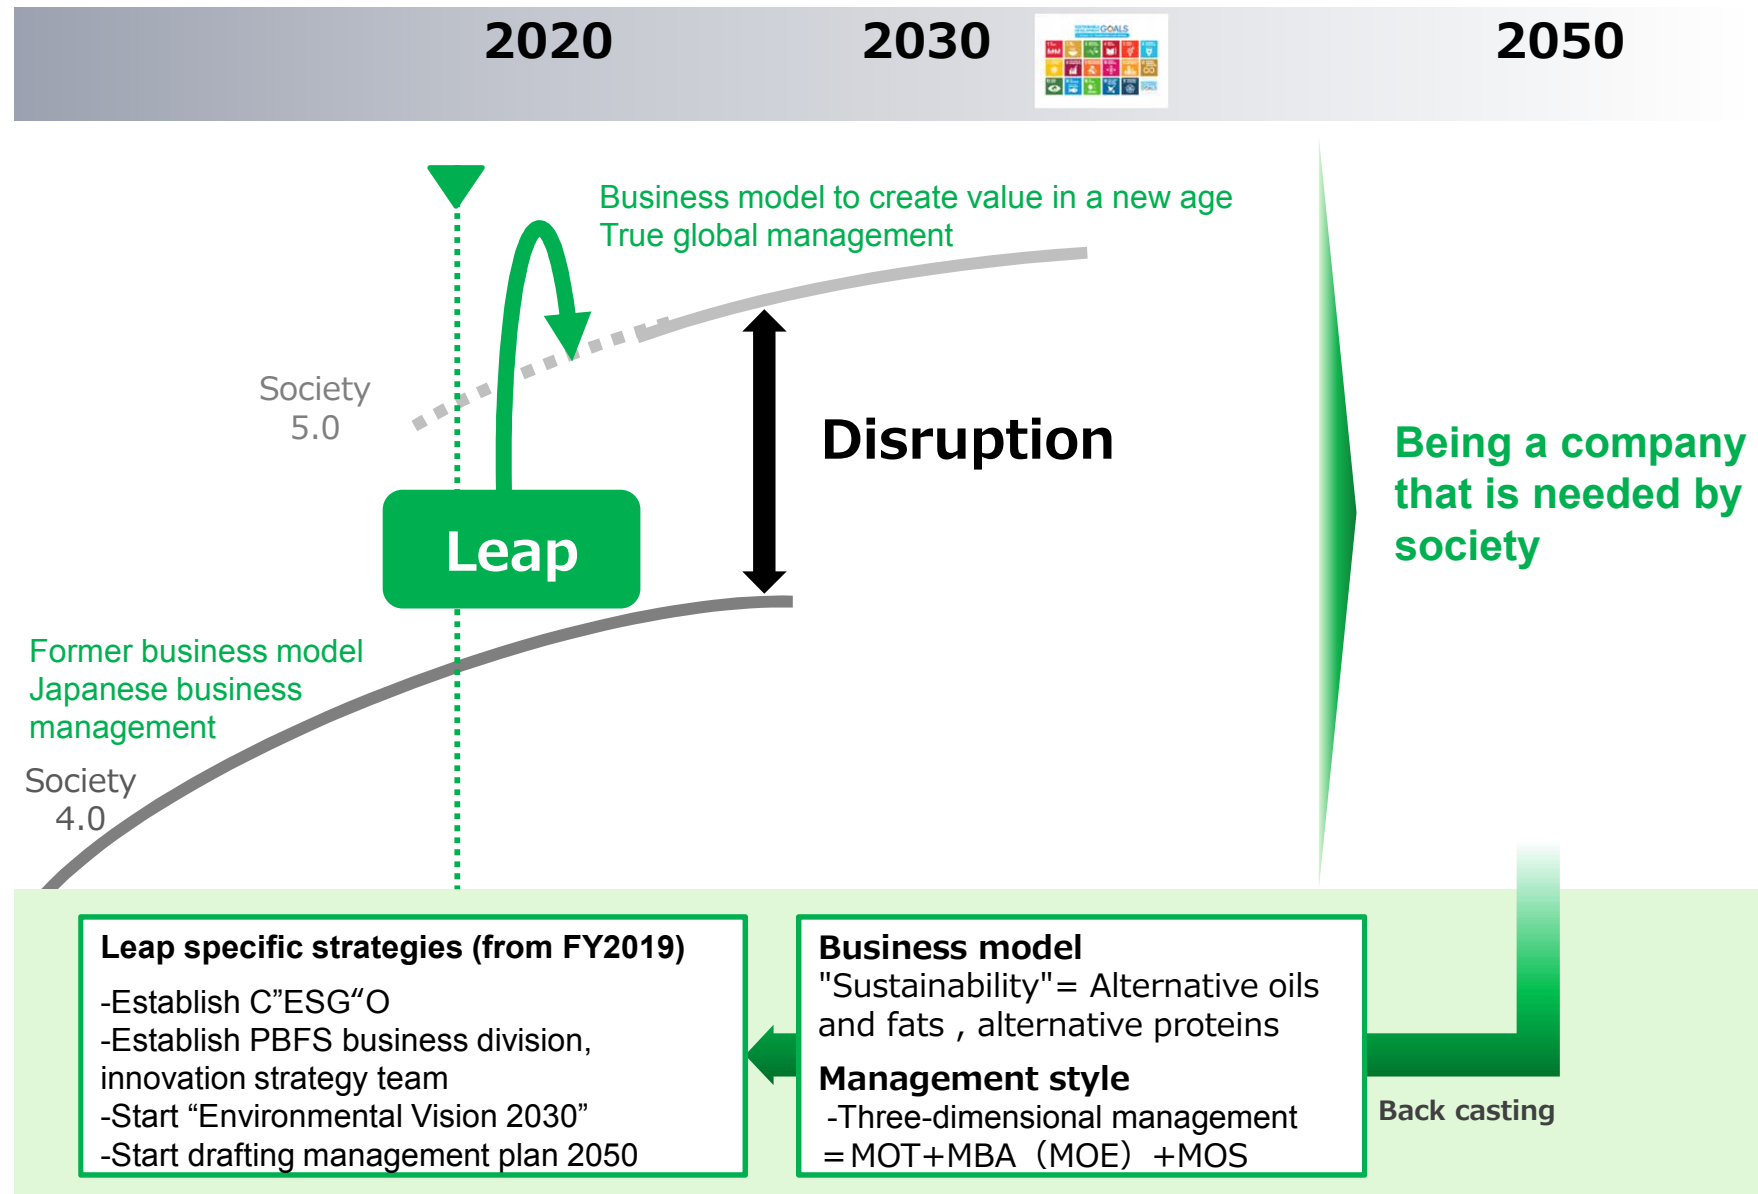 2020
2030
GOALS
2050
Business model to create value in a new age
True global management
Society
5.0
Disruption
Leap
Being a company
that is needed by
society
Former business model
Japanese business
management
Society
4.0
Leap specific strategies (from FY2019)
-Establish C”ESG“O
-Establish PBFS business division,
innovation strategy team
-Start “Environmental Vision 2030”
-Start drafting management plan 2050
Business model
"Sustainability"= Alternative oils
and fats , alternative proteins
Management style
-Three-dimensional management
=MOT+MBA（MOE）+MOS
Back casting